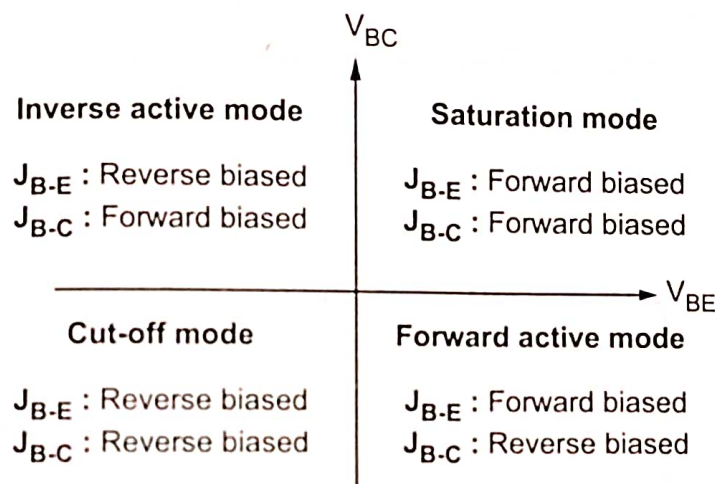 V_BC
Inverse active mode
J_B-E : Reverse biased
J_B-C : Forward biased
Saturation mode
J_B-E : Forward biased
J_B-C : Forward biased
V_BE
Cut-off mode
J_B-E : Reverse biased
J_B-C : Reverse biased
Forward active mode
J_B-E : Forward biased
J_B-C : Reverse biased